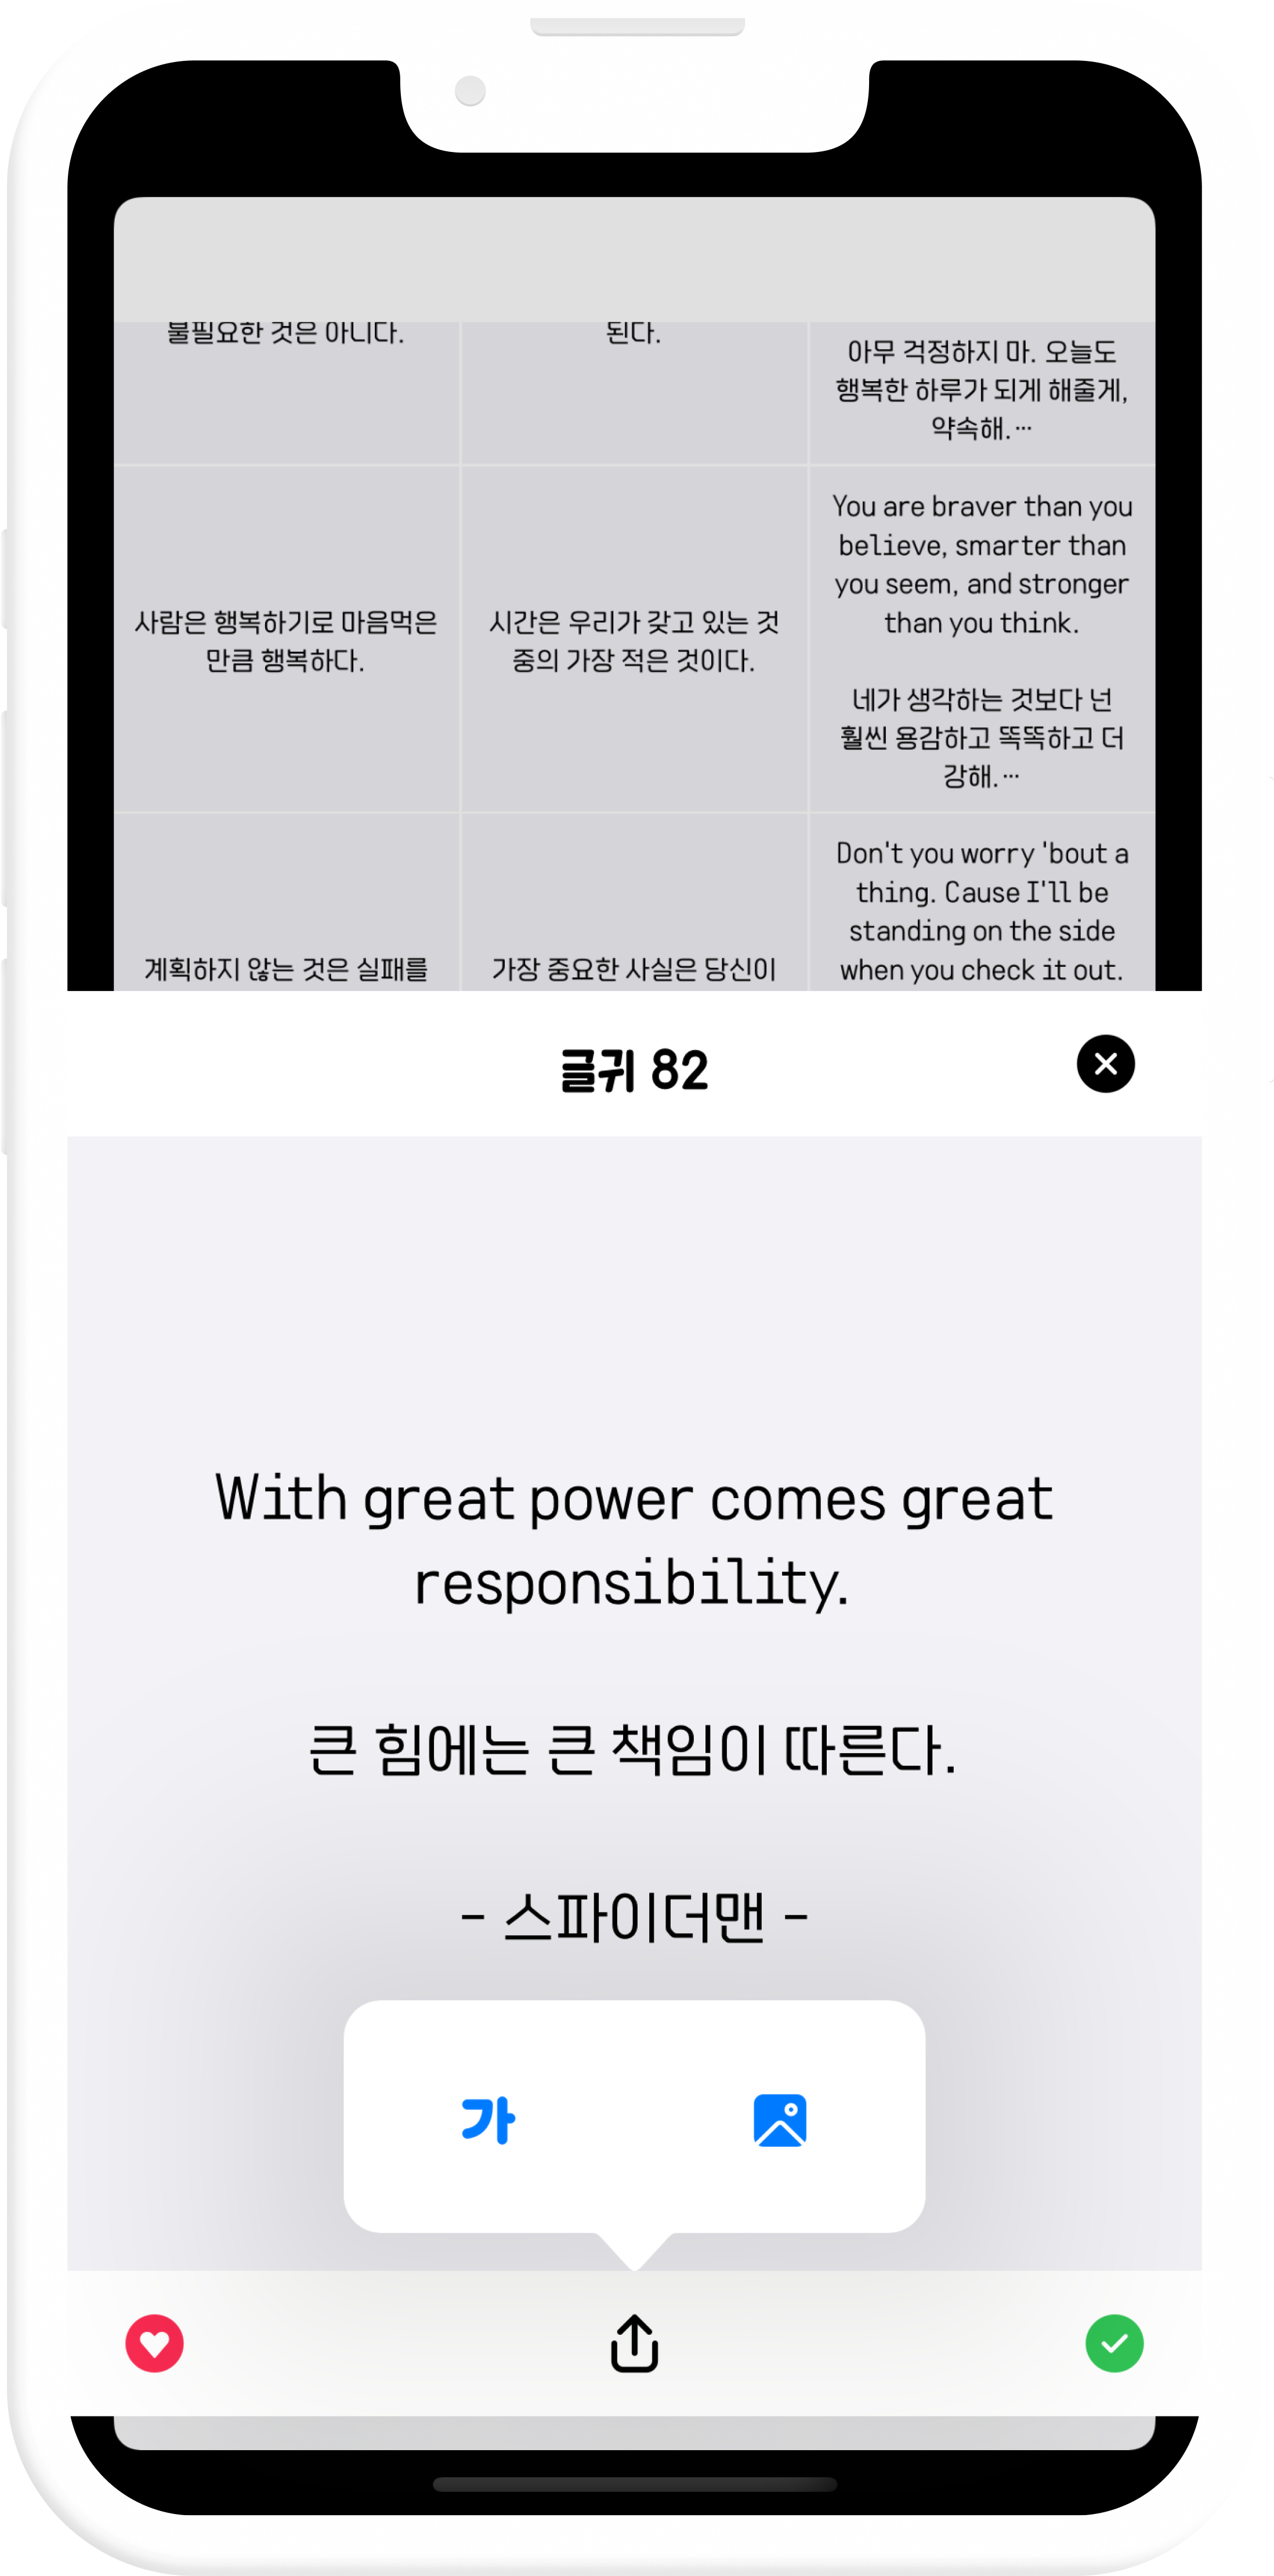 불필요한 것은 아니다.
된다.
아무 걱정하지 마. 오늘도
행복한 하루가 되게 해줄게,
약속해.…
사람은 행복하기로 마음먹은
만큼 행복하다.
시간은 우리가 갖고 있는 것
중의 가장 적은 것이다.
You are braver than you
believe, smarter than
you seem, and stronger
than you think.
네가 생각하는 것보다 넌
훨씬 용감하고 똑똑하고 더
강해.…
계획하지 않는 것은 실패를
가장 중요한 사실은 당신이
Don't you worry 'bout a
thing. Cause I'll be
standing on the side
when you check it out.
글귀 82
With great power comes great
responsibility.
큰 힘에는 큰 책임이 따른다.
- 스파이더맨 -
가